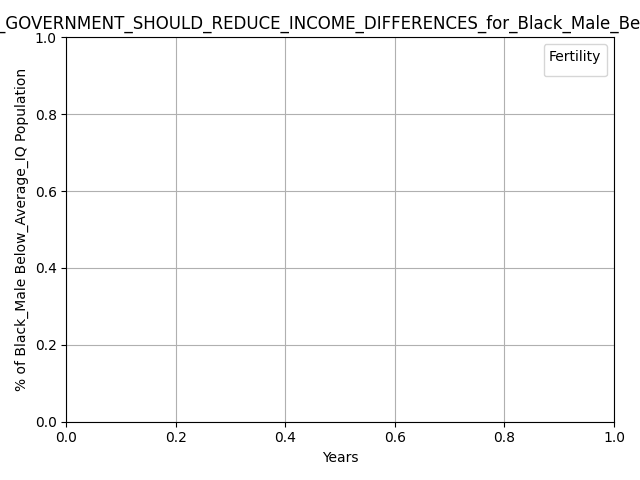 _GOVERNMENT_SHOULD_REDUCE_INCOME_DIFFERENCES_for_Black_Male_Be
Fertility
% of Black_Male Below_Average_IQ Population
1.0
0.8
0.6
0.4
0.2
0.0
0.0 0.2 0.4 0.6 0.8 1.0
Years